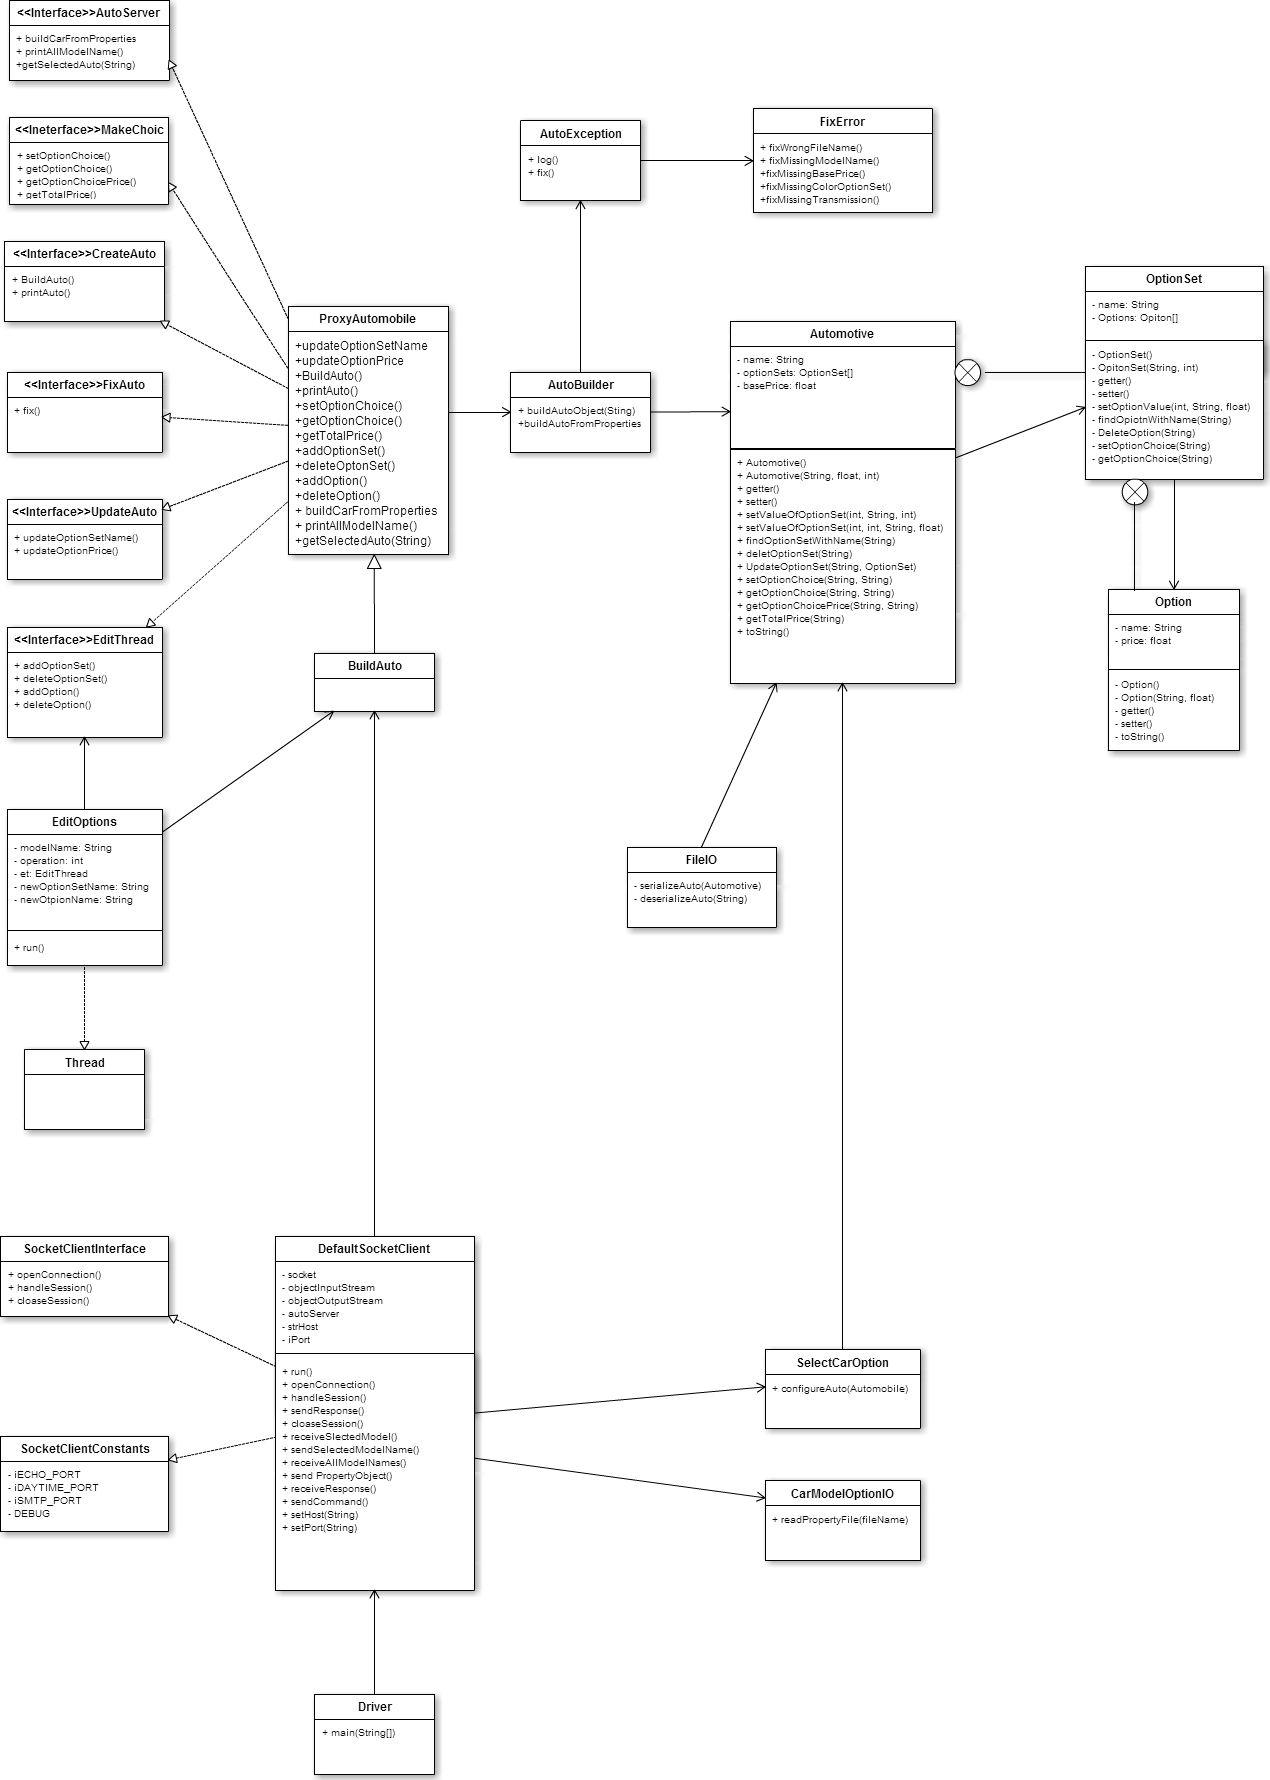 <<Interface>>AutoServer
+ buildCarFromProperties
+ printAllModelName()
+getSelectedAuto(String)
<<Ineterface>>MakeChoic
+ setOptionChoice()
+ getOptionChoice()
+ getOptionChoicePrice()
+ getTotalPrice()
<<Interface>>CreateAuto
+ BuildAuto()
+ printAuto()
<<Interface>>FixAuto
+ fix()
<<Interface>>UpdateAuto
+ updateOptionSetName()
+ updateOptionPrice()
<<Interface>>EditThread
+ addOptionSet()
+ deleteOptionSet()
+ addOption()
+ deleteOption()
EditOptions
- modelName: String
- operation: int
- et: EditThread
- newOptionSetName: String
- newOtpionName: String
+ run()
Thread
ProxyAutomobile
+updateOptionSetName
+updateOptionPrice
+BuildAuto()
+printAuto()
+setOptionChoice()
+getOptionChoice()
+getTotalPrice()
+addOptionSet()
+deleteOptonSet()
+addOption()
+deleteOption()
+ buildCarFromProperties
+ printAllModelName()
+getSelectedAuto(String)
BuildAuto
AutoException
+ log()
+ fix()
FixError
+ fixWrongFileName()
+ fixMissingModelName()
+fixMissingBasePrice()
+fixMissingColorOptionSet()
+fixMissingTransmission()
AutoBuilder
+ buildAutoObject(Sting)
+buildAutoFromProperties
Automotive
- name: String
- optionSets: OptionSet[]
- basePrice: float
+ Automotive()
+ Automotive(String, float, int)
+ getter()
+ setter()
+ setValueOfOptionSet(int, String, int)
+ setValueOfOptionSet(int, int, String, float)
+ findOptionSetWithName(String)
+ deletOptionSet(String)
+ UpdateOptionSet(String, OptionSet)
+ setOptionChoice(String, String)
+ getOptionChoice(String, String)
+ getOptionChoicePrice(String, String)
+ getTotalPrice(String)
+ toString()
OptionSet
- name: String
- Options: Opiton[]
- OptionSet()
- OpitonSet(String, int)
- getter()
- setter()
- setOptionValue(int, String, float)
- findOpiotnWithName(String)
- DeleteOption(String)
- setOptionChoice(String)
- getOptionChoice(String)
Option
- name: String
- price: float
- Option()
- Option(String, float)
- getter()
- setter()
- toString()
FileIO
- serializeAuto(Automotive)
- deserializeAuto(String)
SocketClientInterface
+ openConnection()
+ handleSession()
+ cloaseSession()
SocketClientConstants
- iECHO_PORT
- iDAYTIME_PORT
- iSMTP_PORT
- DEBUG
DefaultSocketClient
- socket
- objectInputStream
- objectOutputStream
- autoServer
- strHost
- iPort
+ run()
+ openConnection()
+ handleSession()
+ sendResponse()
+ cloaseSession()
+ receiveSlectedModel()
+ sendSelectedModelName()
+ receiveAllModelNames()
+ send PropertyObject()
+ receiveResponse()
+ sendCommand()
+ setHost(String)
+ setPort(String)
SelectCarOption
+ configureAuto(Automobile)
CarModelOptionIO
+ readPropertyFile(fileName)
Driver
+ main(String[])